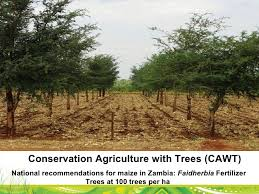 Conservation Agriculture with Trees (CAWT)
National recommendations for maize in Zambia: Faidherbia Fertilizer
Trees at 100 trees per ha